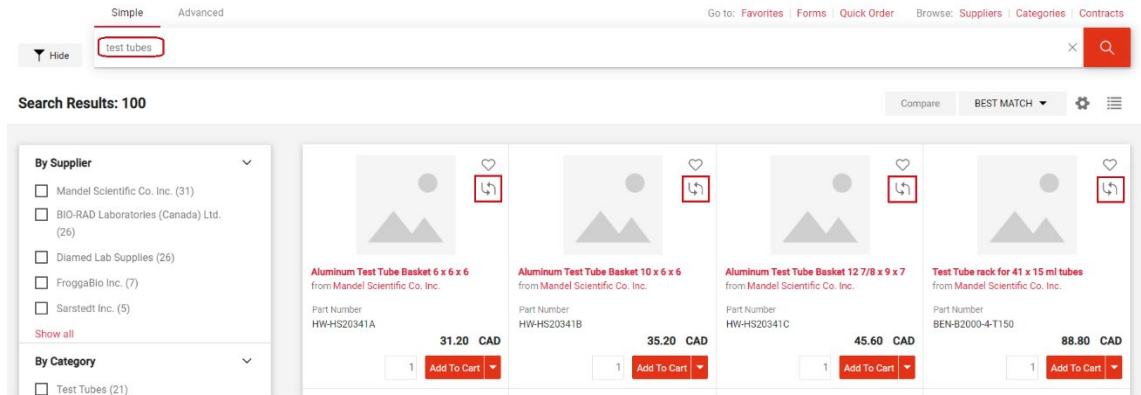 Simple Advanced Go to: Favorites | Forms | Quick Order Browse: Suppliers | Categories | Contracts
Hide test tubes
Search Results: 100 Compare BEST MATCH
By Supplier
Mandel Scientific Co. Inc. (31)
BIO-RAD Laboratories (Canada) Ltd.
(26)
Diamed Lab Supplies (26)
FroggaBio Inc. (7)
Sarstedt Inc. (5)
Show all
By Category
Test Tubes (21)
Aluminum Test Tube Basket 6 x 6 x 6
from Mandel Scientific Co. Inc.
Part Number
HW-HS20341A
31.20 CAD
1 Add To Cart
Aluminum Test Tube Basket 10 x 6 x 6
from Mandel Scientific Co. Inc.
Part Number
HW-HS20341B
35.20 CAD
1 Add To Cart
Aluminum Test Tube Basket 12 7/8 x 9 x 7
from Mandel Scientific Co. Inc.
Part Number
HW-HS20341C
45.60 CAD
1 Add To Cart
Test Tube rack for 41 x 15 ml tubes
from Mandel Scientific Co. Inc.
Part Number
BEN-B2000-4-T150
88.80 CAD
1 Add To Cart